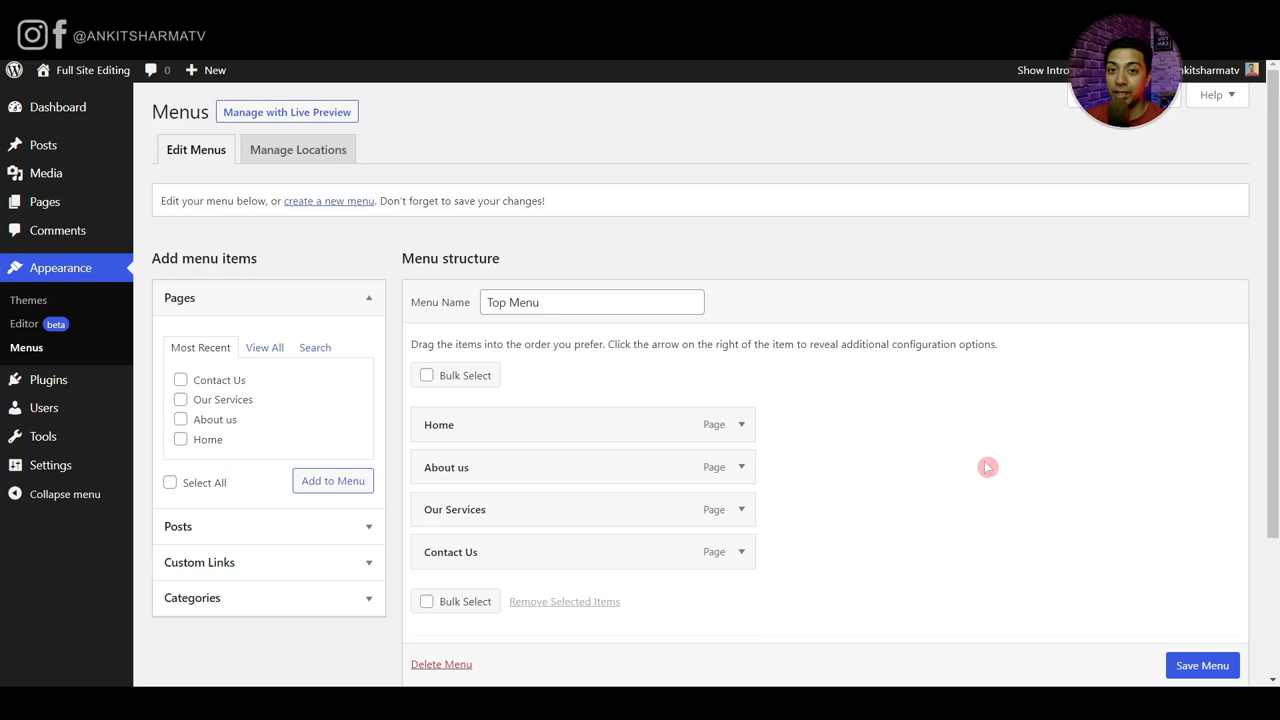 @ANKITSHARMATV
Full Site Editing
0
New
Show Intro
nkitsharmatv
Menus
Manage with Live Preview
Help
Dashboard
Posts
Media
Pages
Comments
Appearance
Themes
Editor beta
Menus
Plugins
Users
Tools
Settings
Collapse menu
Edit Menus
Manage Locations
Edit your menu below, or create a new menu. Don't forget to save your changes!
Add menu items
Pages
Most Recent
View All
Search
Contact Us
Our Services
About us
Home
Select All
Add to Menu
Posts
Custom Links
Categories
Menu structure
Menu Name
Top Menu
Drag the items into the order you prefer. Click the arrow on the right of the item to reveal additional configuration options.
Bulk Select
Home Page
About us Page
Our Services Page
Contact Us Page
Bulk Select
Remove Selected Items
Delete Menu
Save Menu